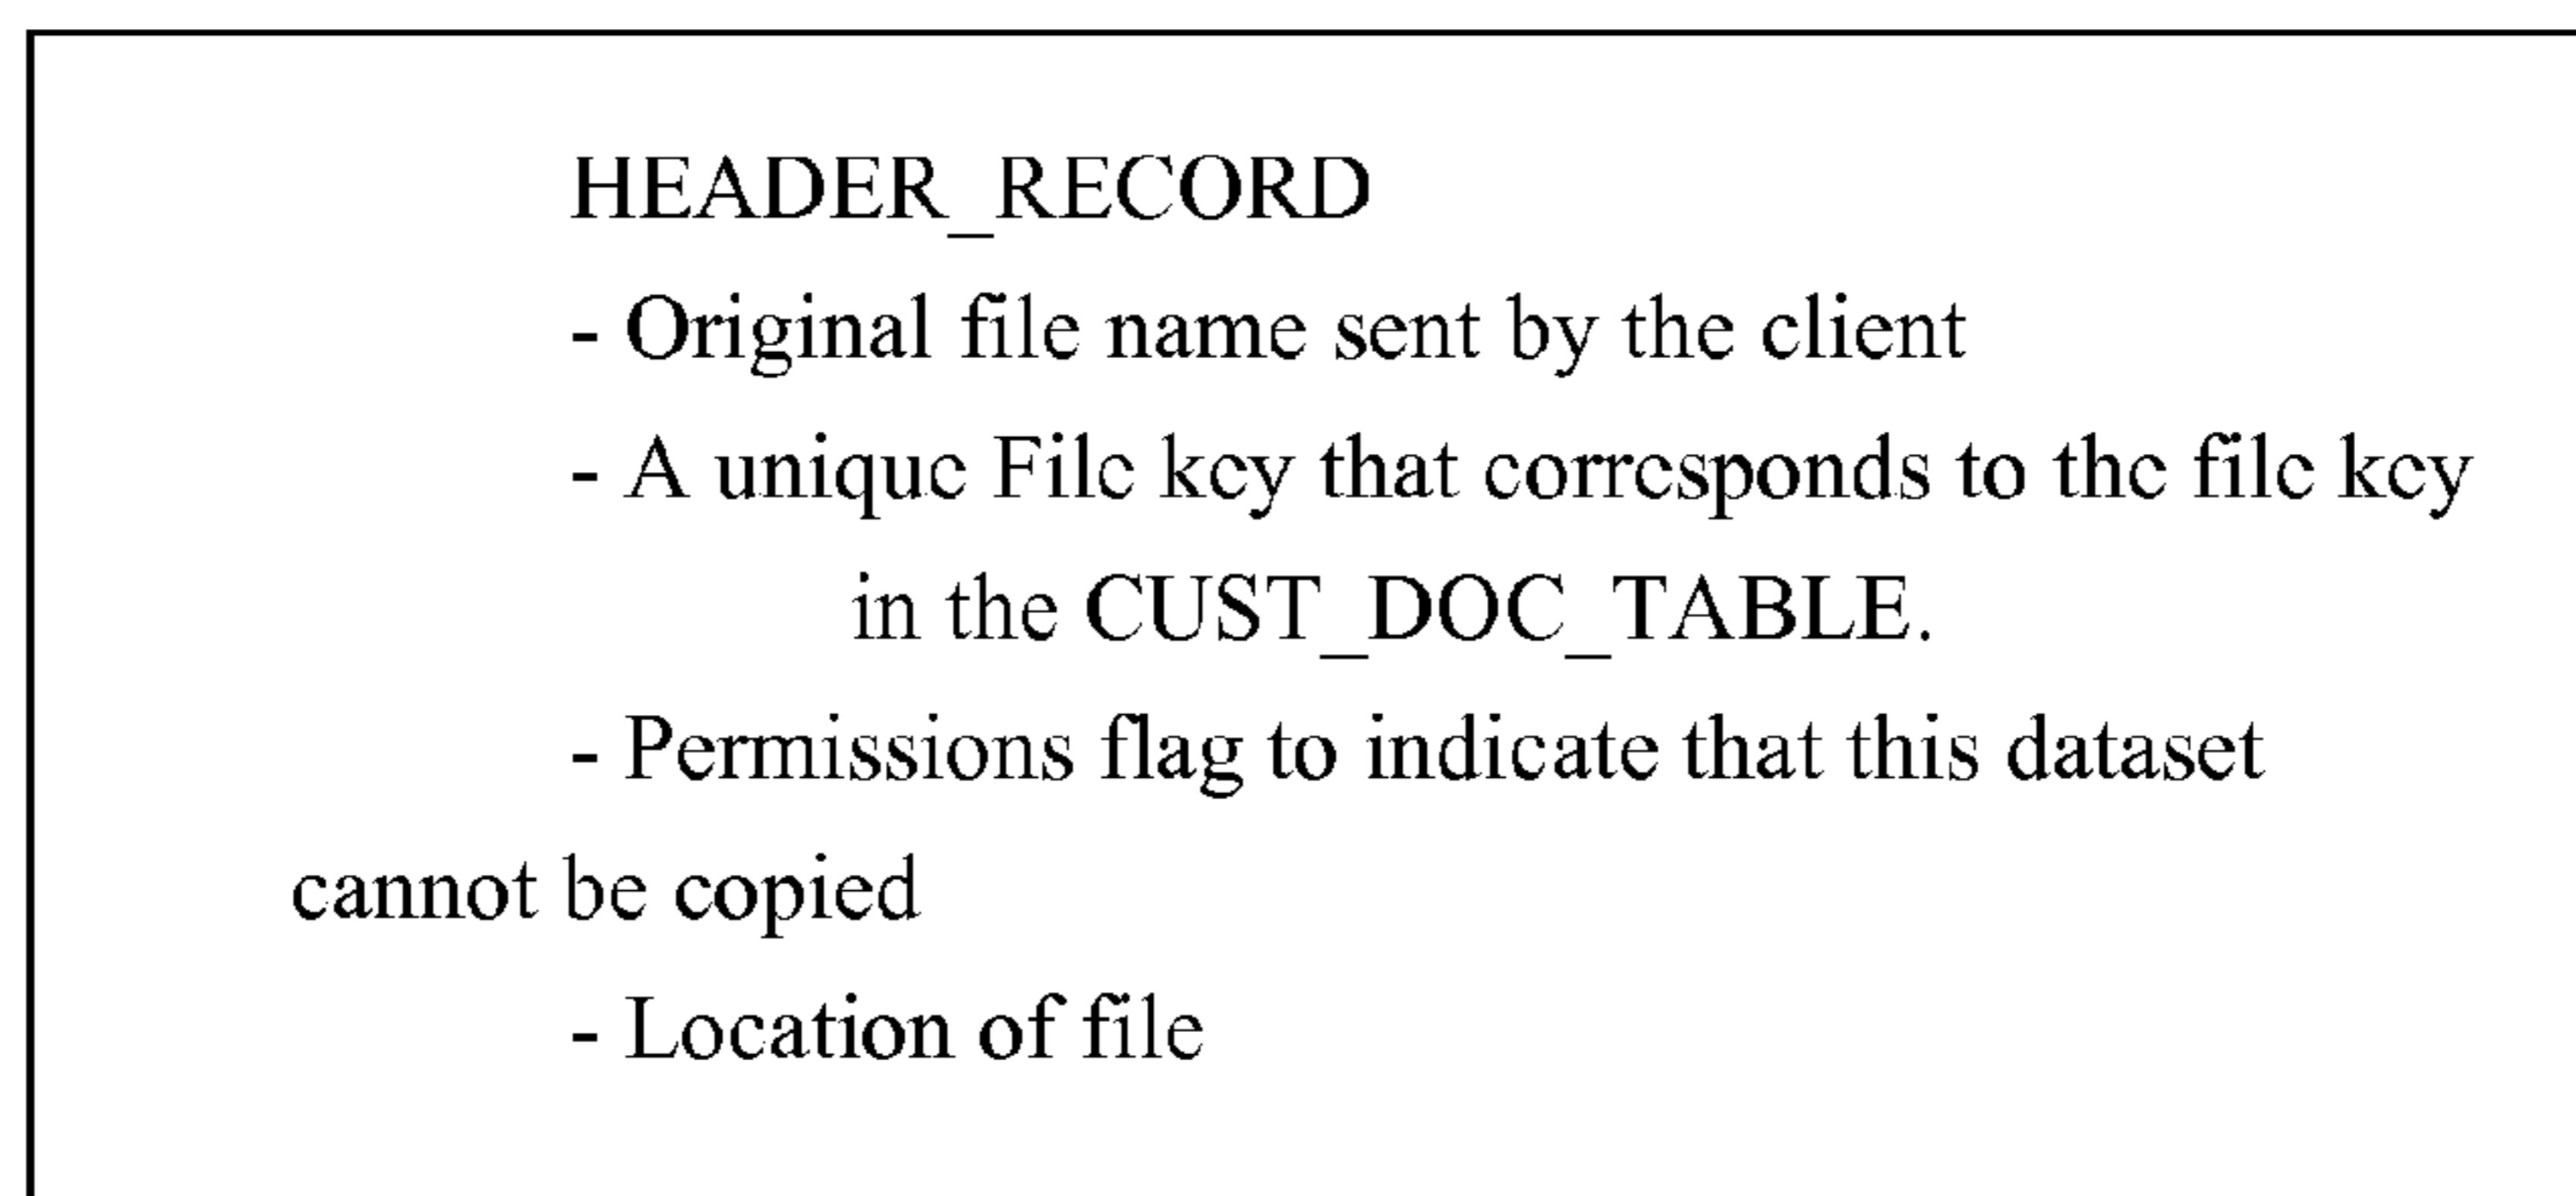 HEADER_RECORD
- Original file name sent by the client
- A unique File key that corresponds to the file key
in the CUST_DOC_TABLE.
- Permissions flag to indicate that this dataset
cannot be copied
- Location of file